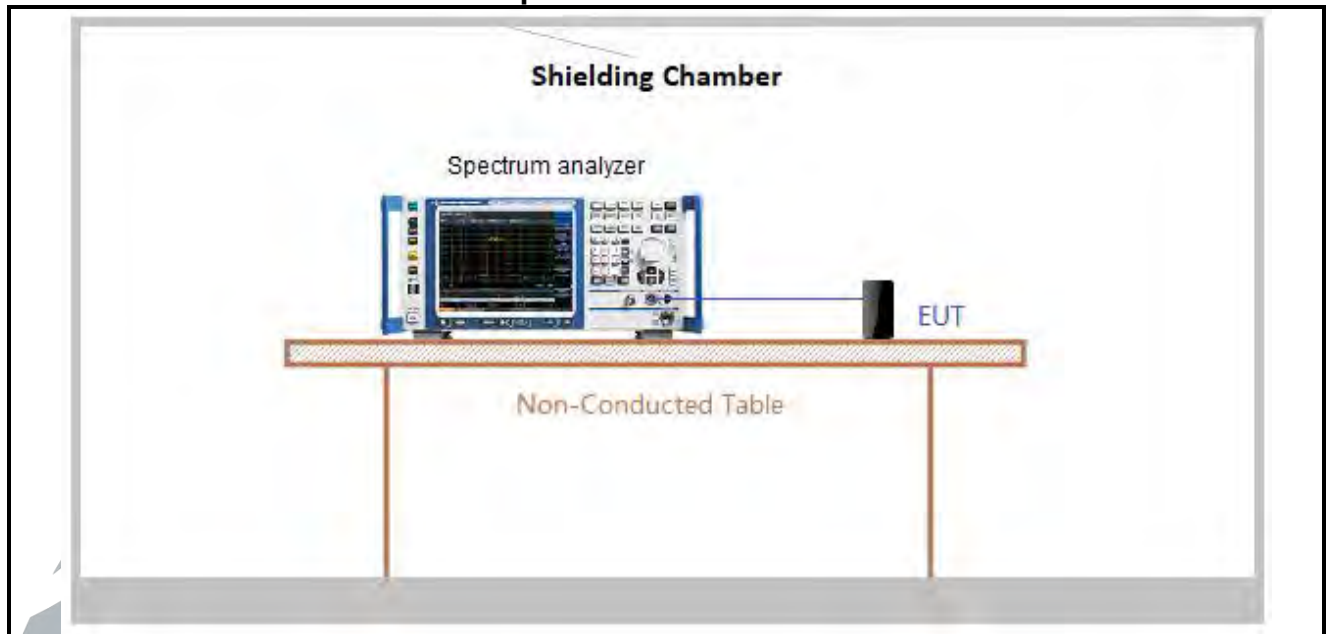 Shielding Chamber
Spectrum analyzer
EUT
Non-Conducted Table